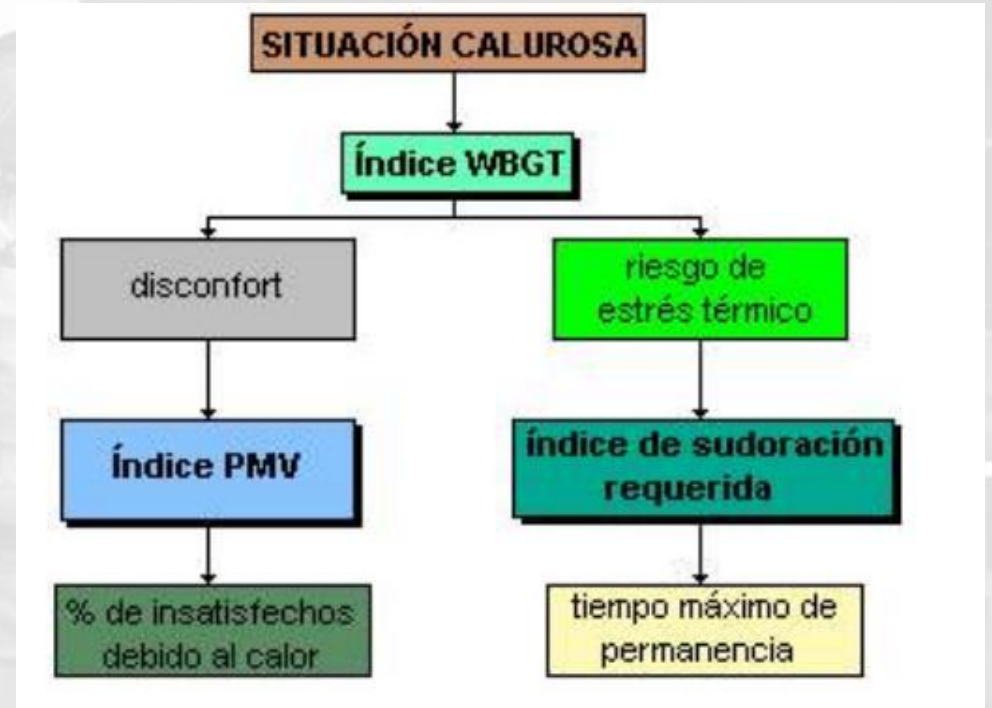 SITUACIÓN CALUROSA
Índice WBGT
disconfort
riesgo de
estrés térmico
Índice PMV
índice de sudoración
requerida
% de insatisfechos
debido al calor
tiempo máximo de
permanencia